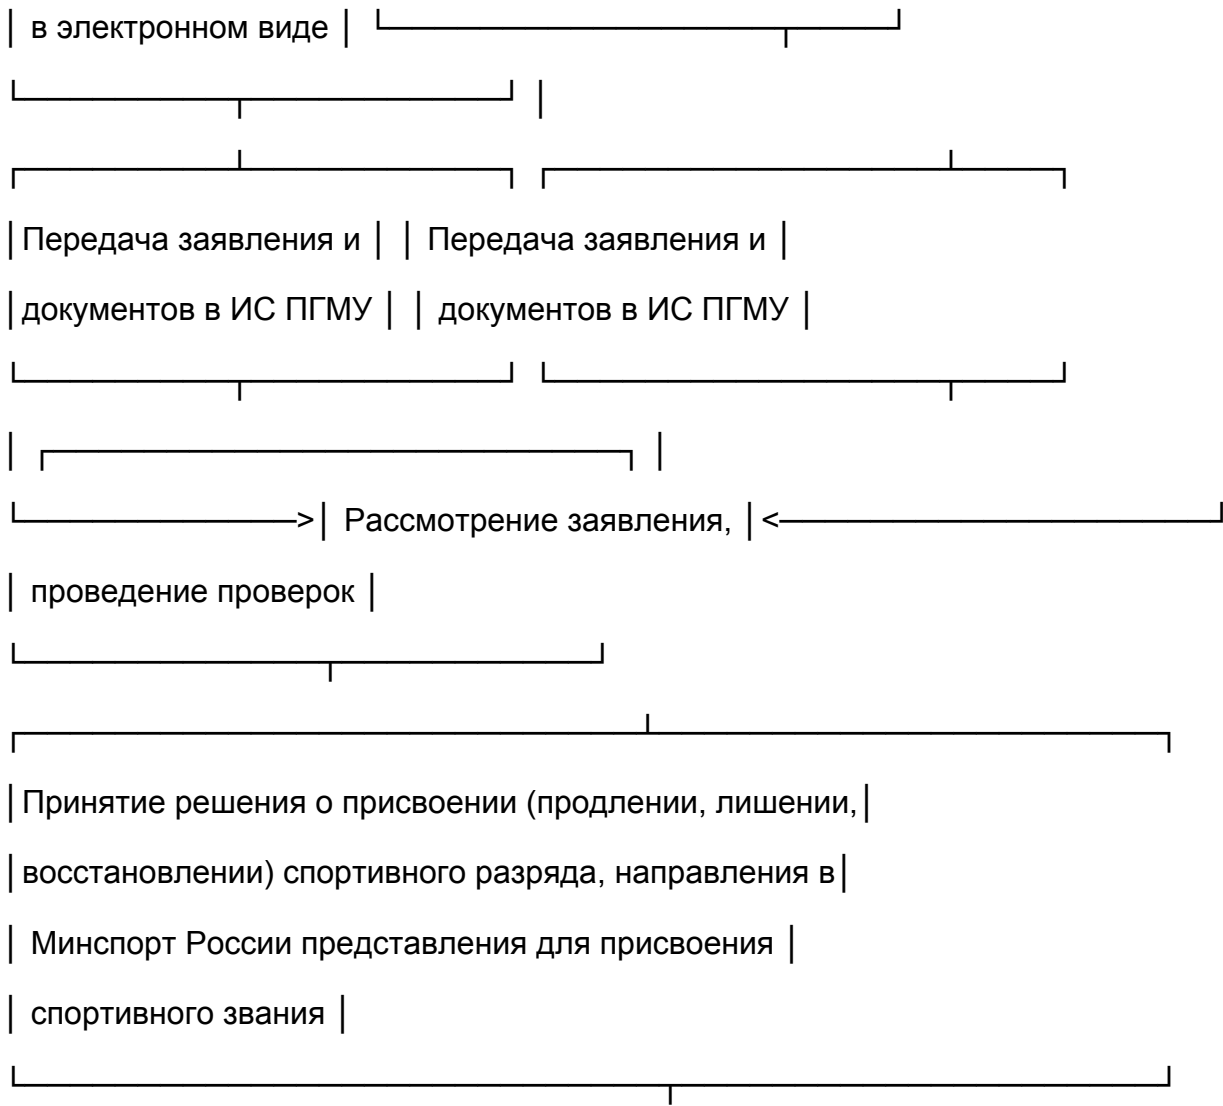 │ в электронном виде │ └──────────────────┬─────┘
└──────────┬────────────┘ │
┌──────────┴────────────┐ ┌──────────────────┴─────┐
│Передача заявления и │ │ Передача заявления и │
│документов в ИС ПГМУ │ │ документов в ИС ПГМУ │
└──────────┬────────────┘ └──────────────────┬─────┘
│ ┌──────────────────────────┐ │
└─────────────>│ Рассмотрение заявления, │<────────────────────┘
│ проведение проверок │
└──────────────┬────────────┘
┌─────────────────────────────┴───────────────────────┐
│Принятие решения о присвоении (продлении, лишении,│
│восстановлении) спортивного разряда, направления в│
│ Минспорт России представления для присвоения │
│ спортивного звания │
└──────────────────────────────┬──────────────────────┘